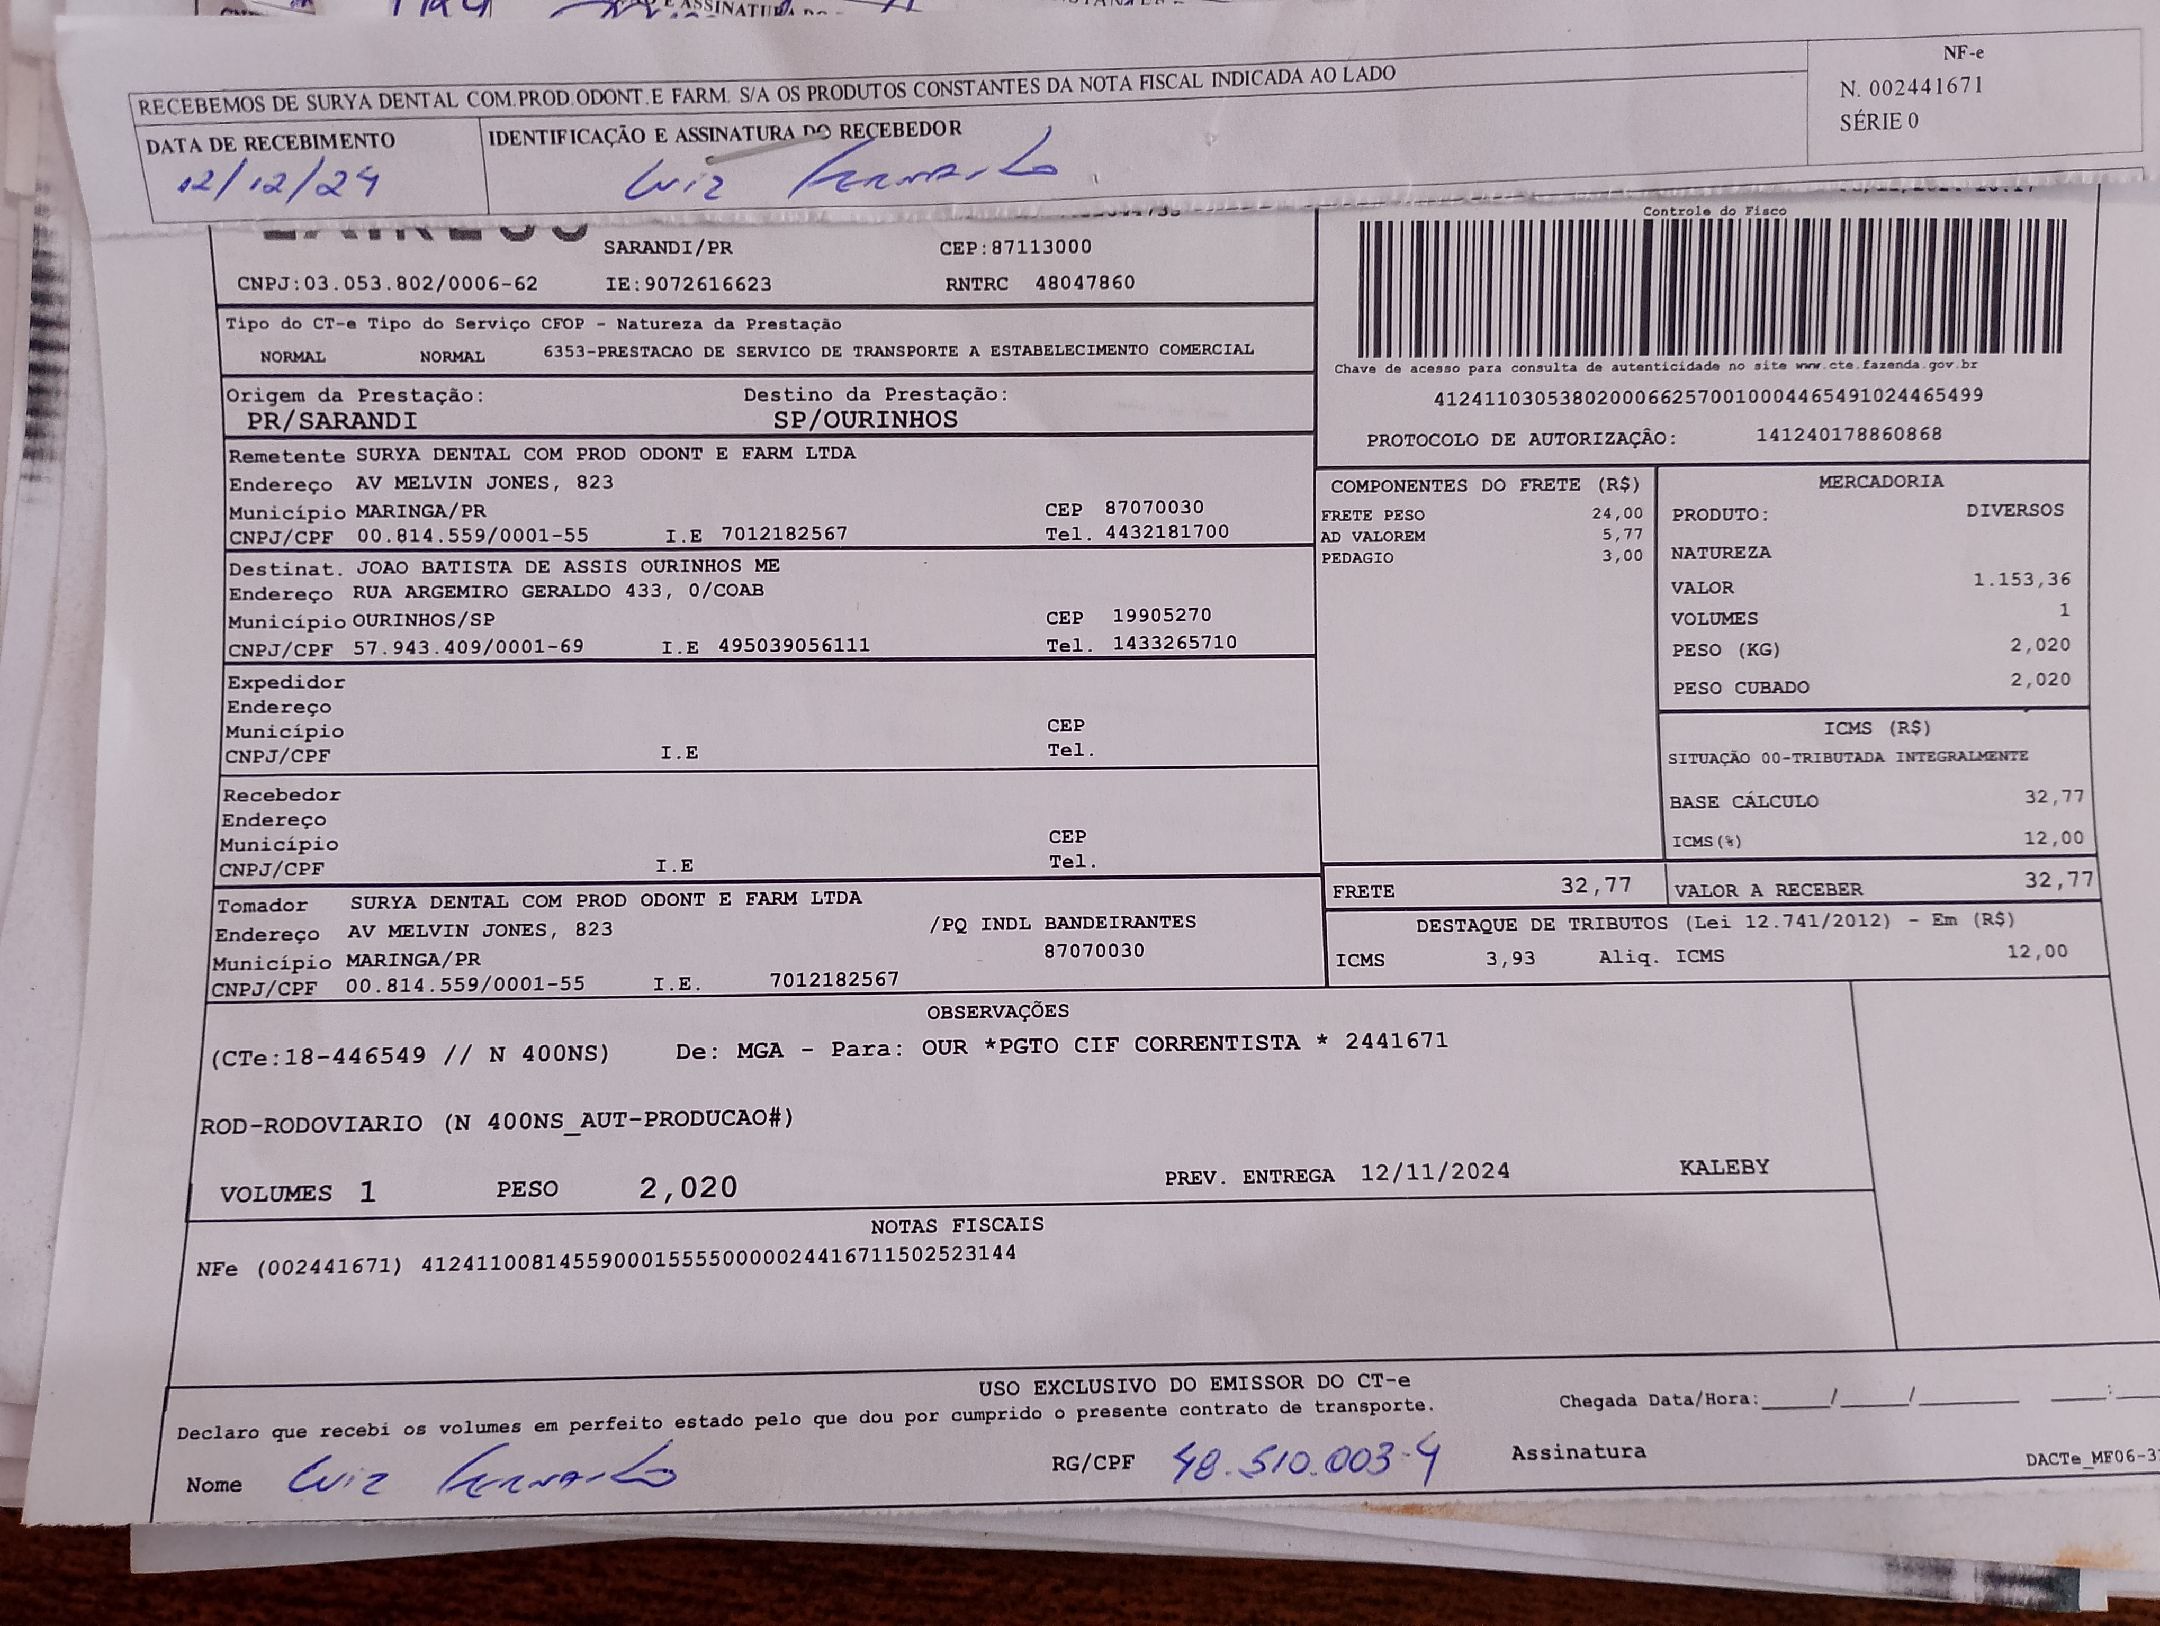 RECEBEMOS DE SURYA DENTAL COM.PROD.ODONT.E FARM. S/A OS PRODUTOS CONSTANTES DA NOTA FISCAL INDICADA AO LADO
NF-e
N. 002441671
SÉRIE 0
DATA DE RECEBIMENTO
12/12/24
IDENTIFICAÇÃO E ASSINATURA DO RECEBEDOR
Luiz Fernando
SARANDI/PR CEP:87113000
CNPJ:03.053.802/0006-62 IE:9072616623 RNTRC 48047860
Controle do Fisco
Chave de acesso para consulta de autenticidade no site www.cte.fazenda.gov.br
41241103053802000662570010004465491024465499
PROTOCOLO DE AUTORIZAÇÃO: 141240178860868
Tipo do CT-e Tipo do Serviço CFOP - Natureza da Prestação
NORMAL NORMAL 6353-PRESTACAO DE SERVICO DE TRANSPORTE A ESTABELECIMENTO COMERCIAL
Origem da Prestação: Destino da Prestação:
PR/SARANDI SP/OURINHOS
Remetente SURYA DENTAL COM PROD ODONT E FARM LTDA
Endereço AV MELVIN JONES, 823
Município MARINGA/PR CEP 87070030
CNPJ/CPF 00.814.559/0001-55 I.E 7012182567 Tel. 4432181700
Destinat. JOAO BATISTA DE ASSIS OURINHOS ME
Endereço RUA ARGEMIRO GERALDO 433, 0/COAB
Município OURINHOS/SP CEP 19905270
CNPJ/CPF 57.943.409/0001-69 I.E 495039056111 Tel. 1433265710
Expedidor
Endereço
Município CEP
CNPJ/CPF I.E Tel.
Recebedor
Endereço
Município CEP
CNPJ/CPF I.E Tel.
Tomador SURYA DENTAL COM PROD ODONT E FARM LTDA
Endereço AV MELVIN JONES, 823 /PQ INDL BANDEIRANTES
Município MARINGA/PR 87070030
CNPJ/CPF 00.814.559/0001-55 I.E. 7012182567
COMPONENTES DO FRETE (R$)
FRETE PESO 24,00
AD VALOREM 5,77
PEDAGIO 3,00
MERCADORIA
PRODUTO: DIVERSOS
NATUREZA
VALOR 1.153,36
VOLUMES 1
PESO (KG) 2,020
PESO CUBADO 2,020
ICMS (R$)
SITUAÇÃO 00-TRIBUTADA INTEGRALMENTE
BASE CÁLCULO 32,77
ICMS(%) 12,00
FRETE 32,77 VALOR A RECEBER 32,77
DESTAQUE DE TRIBUTOS (Lei 12.741/2012) - Em (R$)
ICMS 3,93 Aliq. ICMS 12,00
OBSERVAÇÕES
(CTe:18-446549 // N 400NS) De: MGA - Para: OUR *PGTO CIF CORRENTISTA * 2441671
ROD-RODOVIARIO (N 400NS_AUT-PRODUCAO#)
VOLUMES 1 PESO 2,020 PREV. ENTREGA 12/11/2024 KALEBY
NOTAS FISCAIS
NFe (002441671) 41241100814559000155550000024416711502523144
USO EXCLUSIVO DO EMISSOR DO CT-e
Declaro que recebi os volumes em perfeito estado pelo que dou por cumprido o presente contrato de transporte.
Chegada Data/Hora:____/____/______ ___:___
Nome Luiz Fernando RG/CPF 48.510.003-4 Assinatura
DACTe_MF06-3